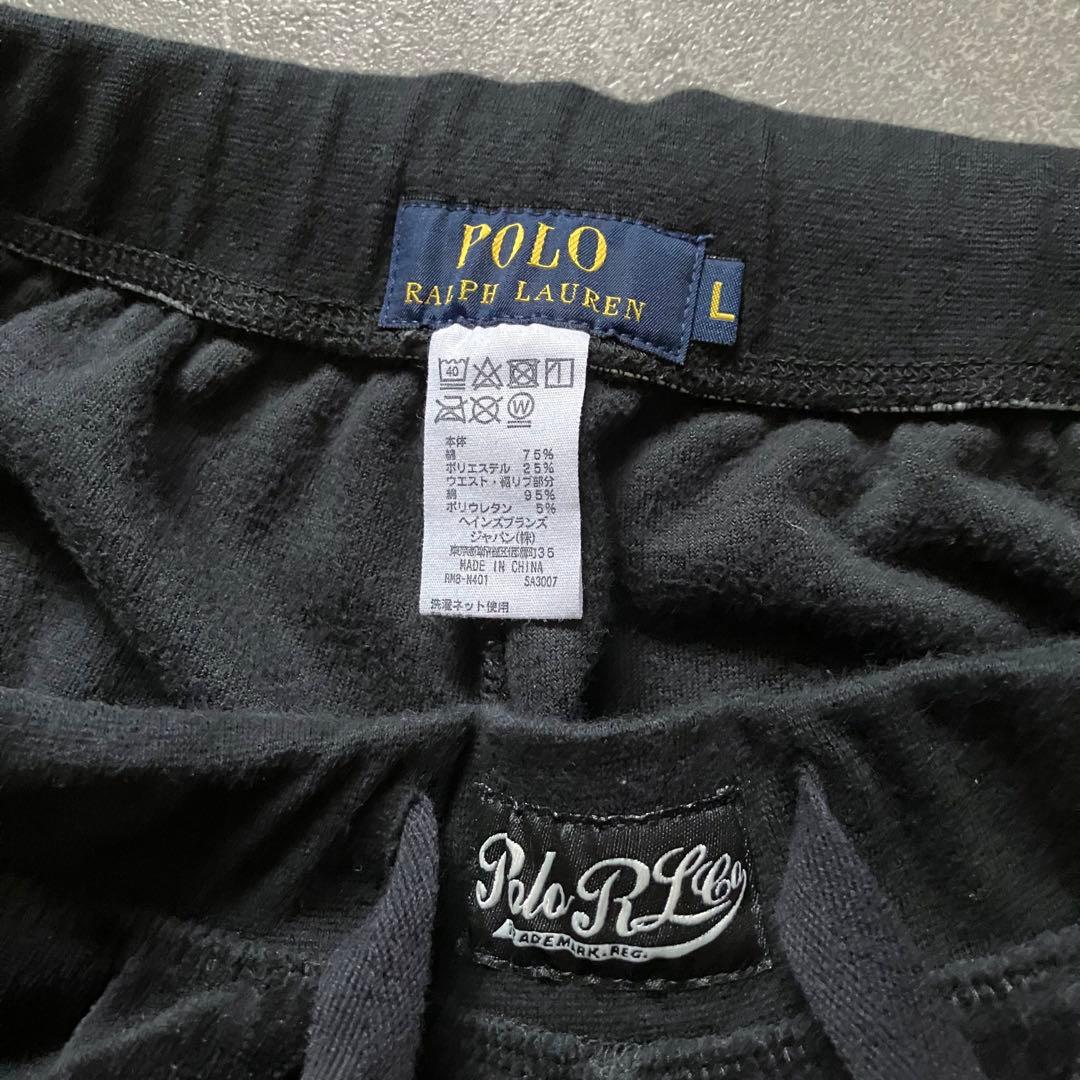 POLO
RALPH LAUREN
L
40
W
本体
綿 75%
ポリエステル 25%
ウエスト・裾リブ部分
綿 95%
ポリウレタン 5%
ヘインズブランズ
ジャパン(株)
35
MADE IN CHINA
RM8-N401 SA3007
洗濯ネット使用
Polo RL Co
TRADEMARK.REG.